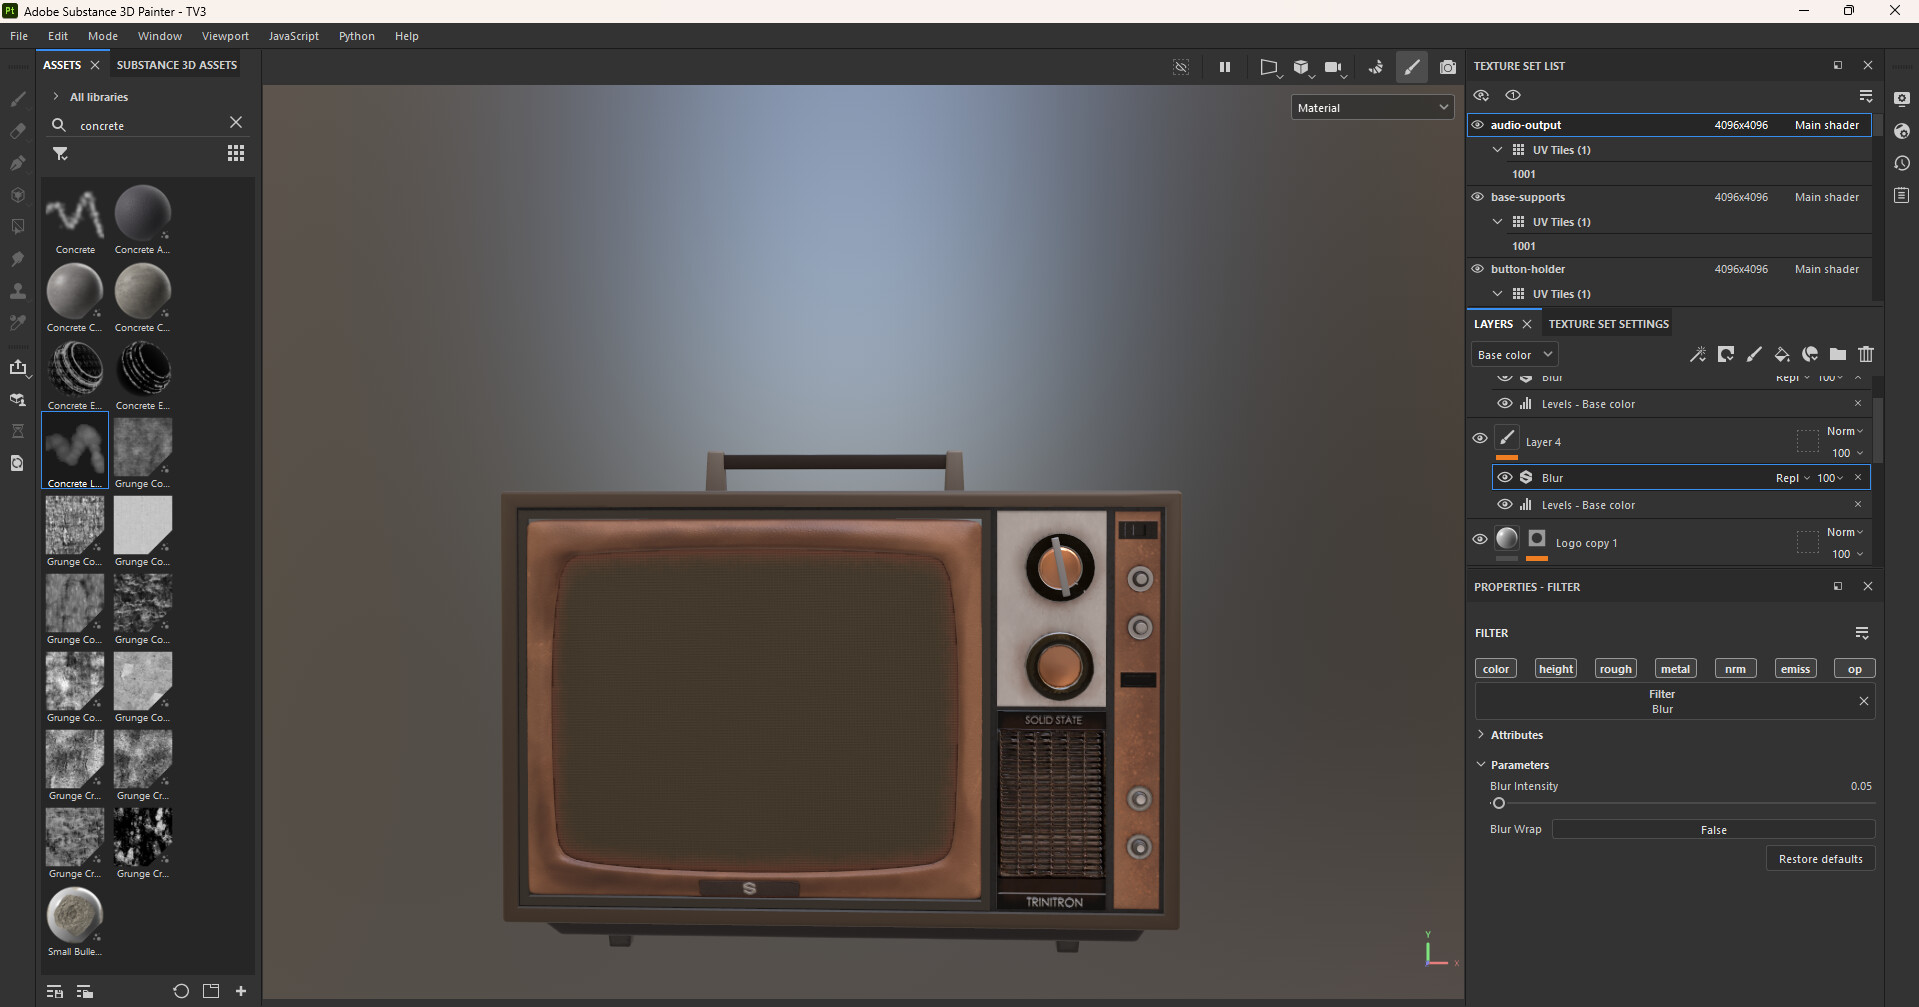 Pt Adobe Substance 3D Painter - TV3
File Edit Mode Window Viewport JavaScript Python Help
ASSETS SUBSTANCE 3D ASSETS
All libraries
concrete
Concrete Concrete A...
Concrete C... Concrete C...
Concrete E... Concrete E...
Concrete L... Grunge Co...
Grunge Co... Grunge Co...
Grunge Co... Grunge Co...
Grunge Co... Grunge Co...
Grunge Cr... Grunge Cr...
Grunge Cr... Grunge Cr...
Small Bulle...
Material
SOLID STATE
TRINITRON
S
Y
X
TEXTURE SET LIST
audio-output 4096x4096 Main shader
UV Tiles (1)
1001
base-supports 4096x4096 Main shader
UV Tiles (1)
1001
button-holder 4096x4096 Main shader
UV Tiles (1)
LAYERS TEXTURE SET SETTINGS
Base color
Blur Repl 100
Levels - Base color
Norm
Layer 4
100
Blur Repl 100
Levels - Base color
Norm
Logo copy 1
100
PROPERTIES - FILTER
FILTER
color height rough metal nrm emiss op
Filter
Blur
Attributes
Parameters
Blur Intensity 0.05
Blur Wrap False
Restore defaults